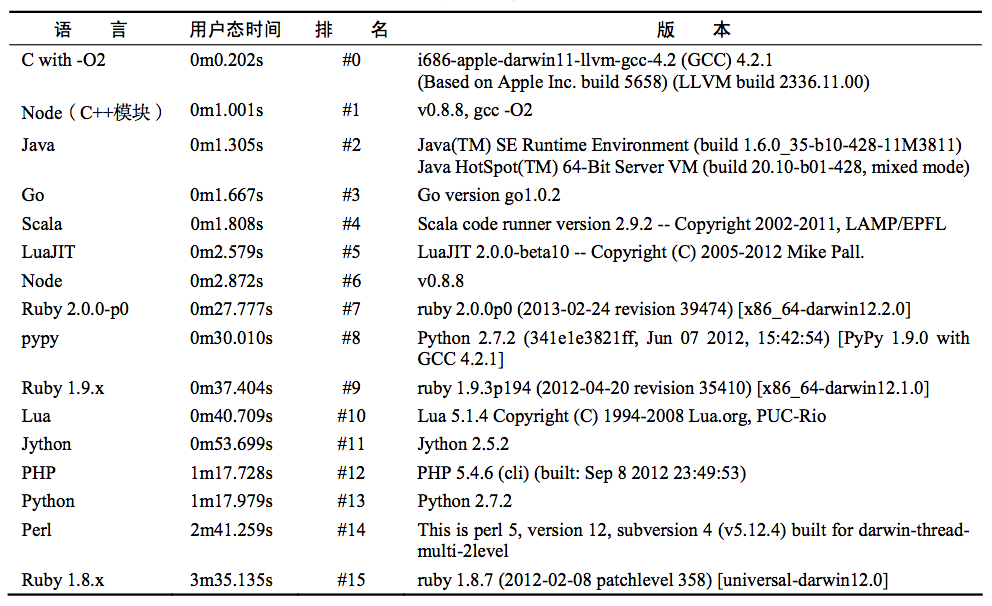 语 言 用户态时间 排 名 版 本
C with -O2 0m0.202s #0 i686-apple-darwin11-llvm-gcc-4.2 (GCC) 4.2.1
(Based on Apple Inc. build 5658) (LLVM build 2336.11.00)
Node（C++模块） 0m1.001s #1 v0.8.8, gcc -O2
Java 0m1.305s #2 Java(TM) SE Runtime Environment (build 1.6.0_35-b10-428-11M3811)
Java HotSpot(TM) 64-Bit Server VM (build 20.10-b01-428, mixed mode)
Go 0m1.667s #3 Go version go1.0.2
Scala 0m1.808s #4 Scala code runner version 2.9.2 -- Copyright 2002-2011, LAMP/EPFL
LuaJIT 0m2.579s #5 LuaJIT 2.0.0-beta10 -- Copyright (C) 2005-2012 Mike Pall.
Node 0m2.872s #6 v0.8.8
Ruby 2.0.0-p0 0m27.777s #7 ruby 2.0.0p0 (2013-02-24 revision 39474) [x86_64-darwin12.2.0]
pypy 0m30.010s #8 Python 2.7.2 (341e1e3821ff, Jun 07 2012, 15:42:54) [PyPy 1.9.0 with
GCC 4.2.1]
Ruby 1.9.x 0m37.404s #9 ruby 1.9.3p194 (2012-04-20 revision 35410) [x86_64-darwin12.1.0]
Lua 0m40.709s #10 Lua 5.1.4 Copyright (C) 1994-2008 Lua.org, PUC-Rio
Jython 0m53.699s #11 Jython 2.5.2
PHP 1m17.728s #12 PHP 5.4.6 (cli) (built: Sep 8 2012 23:49:53)
Python 1m17.979s #13 Python 2.7.2
Perl 2m41.259s #14 This is perl 5, version 12, subversion 4 (v5.12.4) built for darwin-thread-
multi-2level
Ruby 1.8.x 3m35.135s #15 ruby 1.8.7 (2012-02-08 patchlevel 358) [universal-darwin12.0]